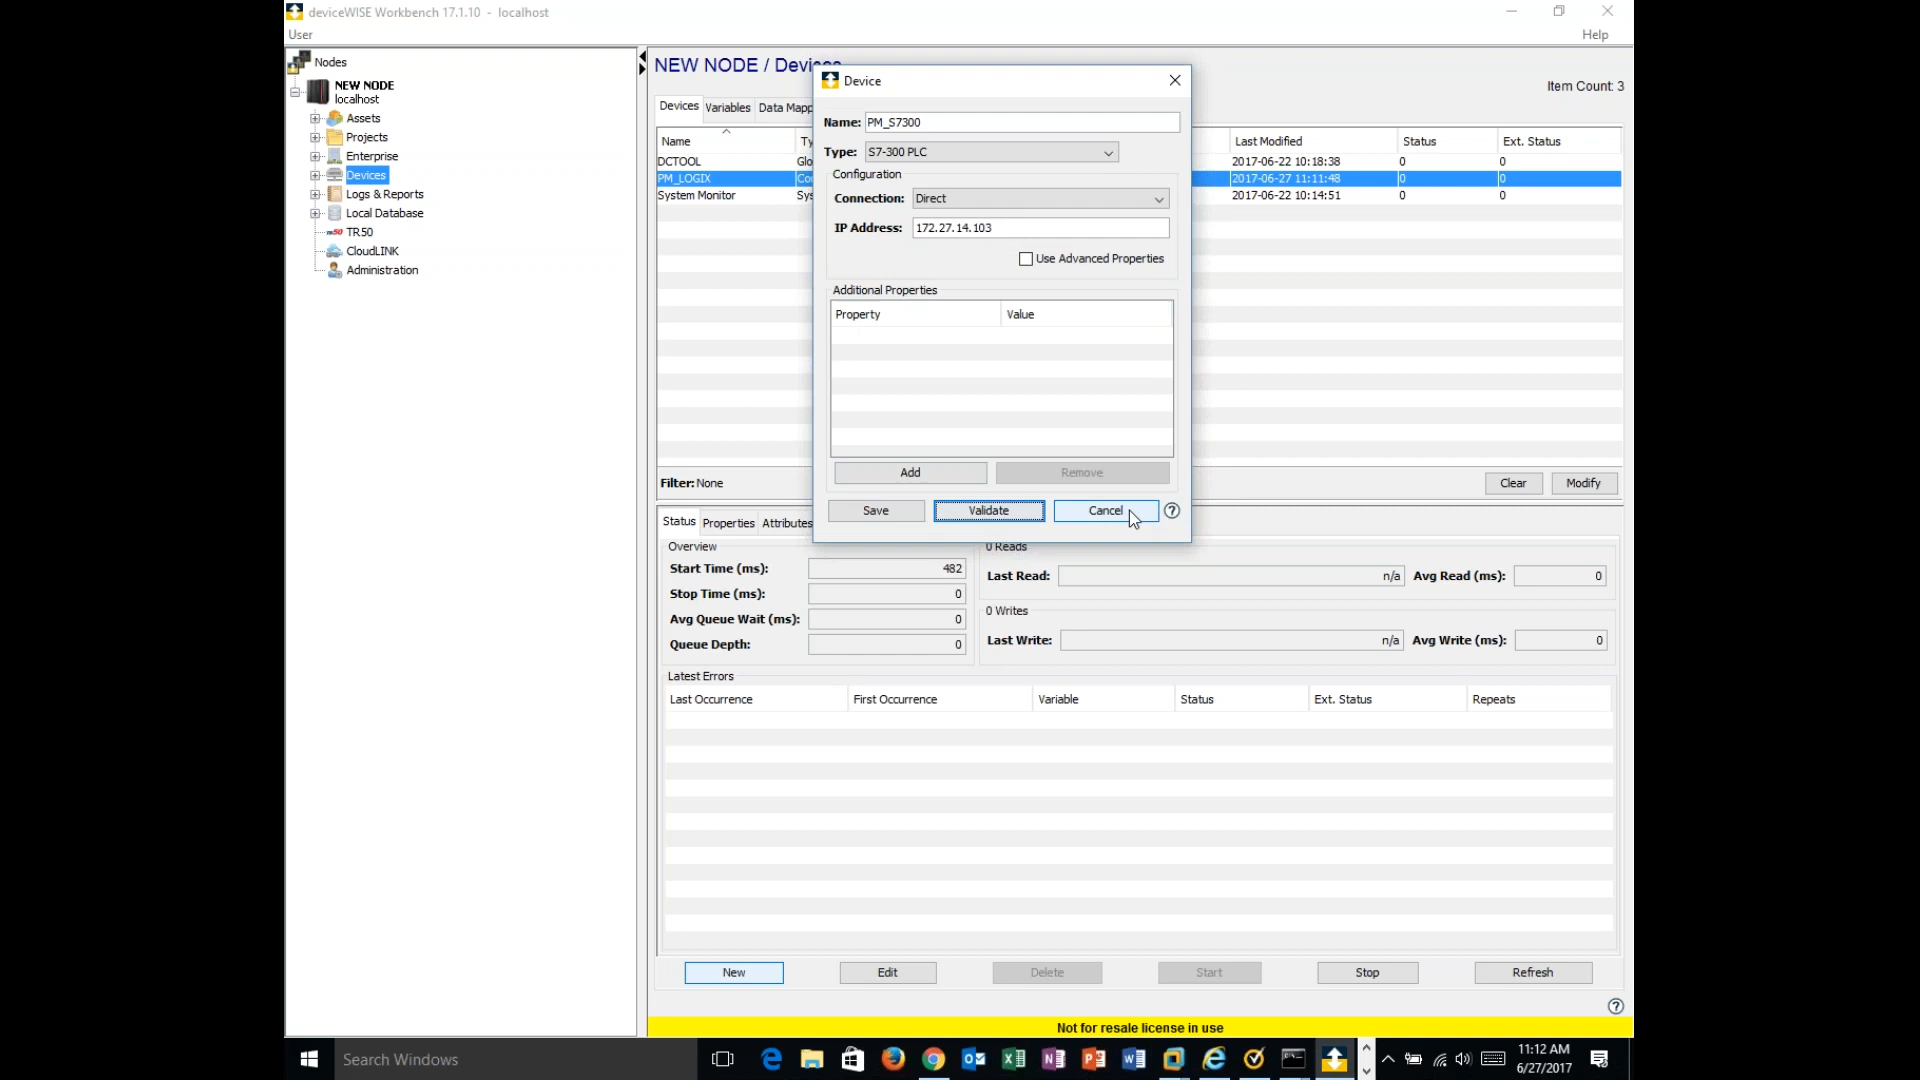 deviceWISE Workbench 17.1.10 - localhost
User
Help
Nodes
NEW NODE
localhost
Assets
Projects
Enterprise
Devices
Logs & Reports
Local Database
TR50
CloudLINK
Administration
NEW NODE / Devices
Item Count: 3
Devices Variables Data Mapp
Name Ty Last Modified Status Ext. Status
DCTOOL Glo 2017-06-22 10:18:38 0 0
PM_LOGIX Co 2017-06-27 11:11:48 0 0
System Monitor Sys 2017-06-22 10:14:51 0 0
Filter: None
Clear
Modify
Device
Name: PM_S7300
Type: S7-300 PLC
Configuration
Connection: Direct
IP Address: 172.27.14.103
Use Advanced Properties
Additional Properties
Property Value
Add Remove
Save Validate Cancel ?
Status Properties Attributes
Overview
Start Time (ms): 482
Stop Time (ms): 0
Avg Queue Wait (ms): 0
Queue Depth: 0
0 Reads
Last Read: n/a Avg Read (ms): 0
0 Writes
Last Write: n/a Avg Write (ms): 0
Latest Errors
Last Occurrence First Occurrence Variable Status Ext. Status Repeats
New Edit Delete Start Stop Refresh
?
Not for resale license in use
Search Windows
11:12 AM
6/27/2017